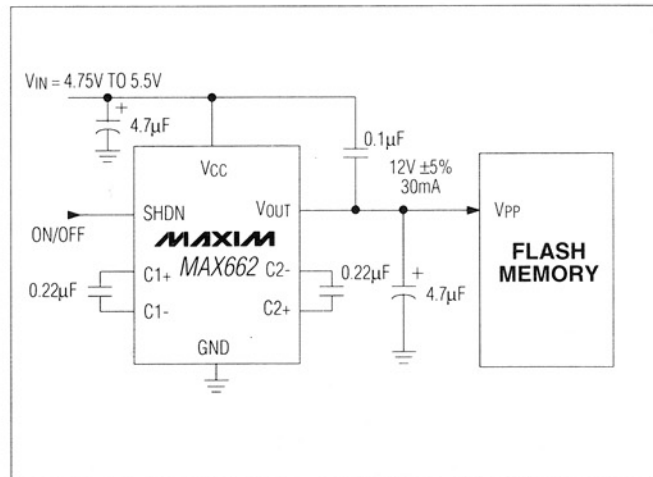 VIN = 4.75V TO 5.5V
+
4.7µF
0.1µF
12V ±5%
30mA
VCC
SHDN
VOUT
VPP
ON/OFF
MAXIM
MAX662
FLASH
MEMORY
C1+
C2-
0.22µF
0.22µF
+
4.7µF
C1-
C2+
GND